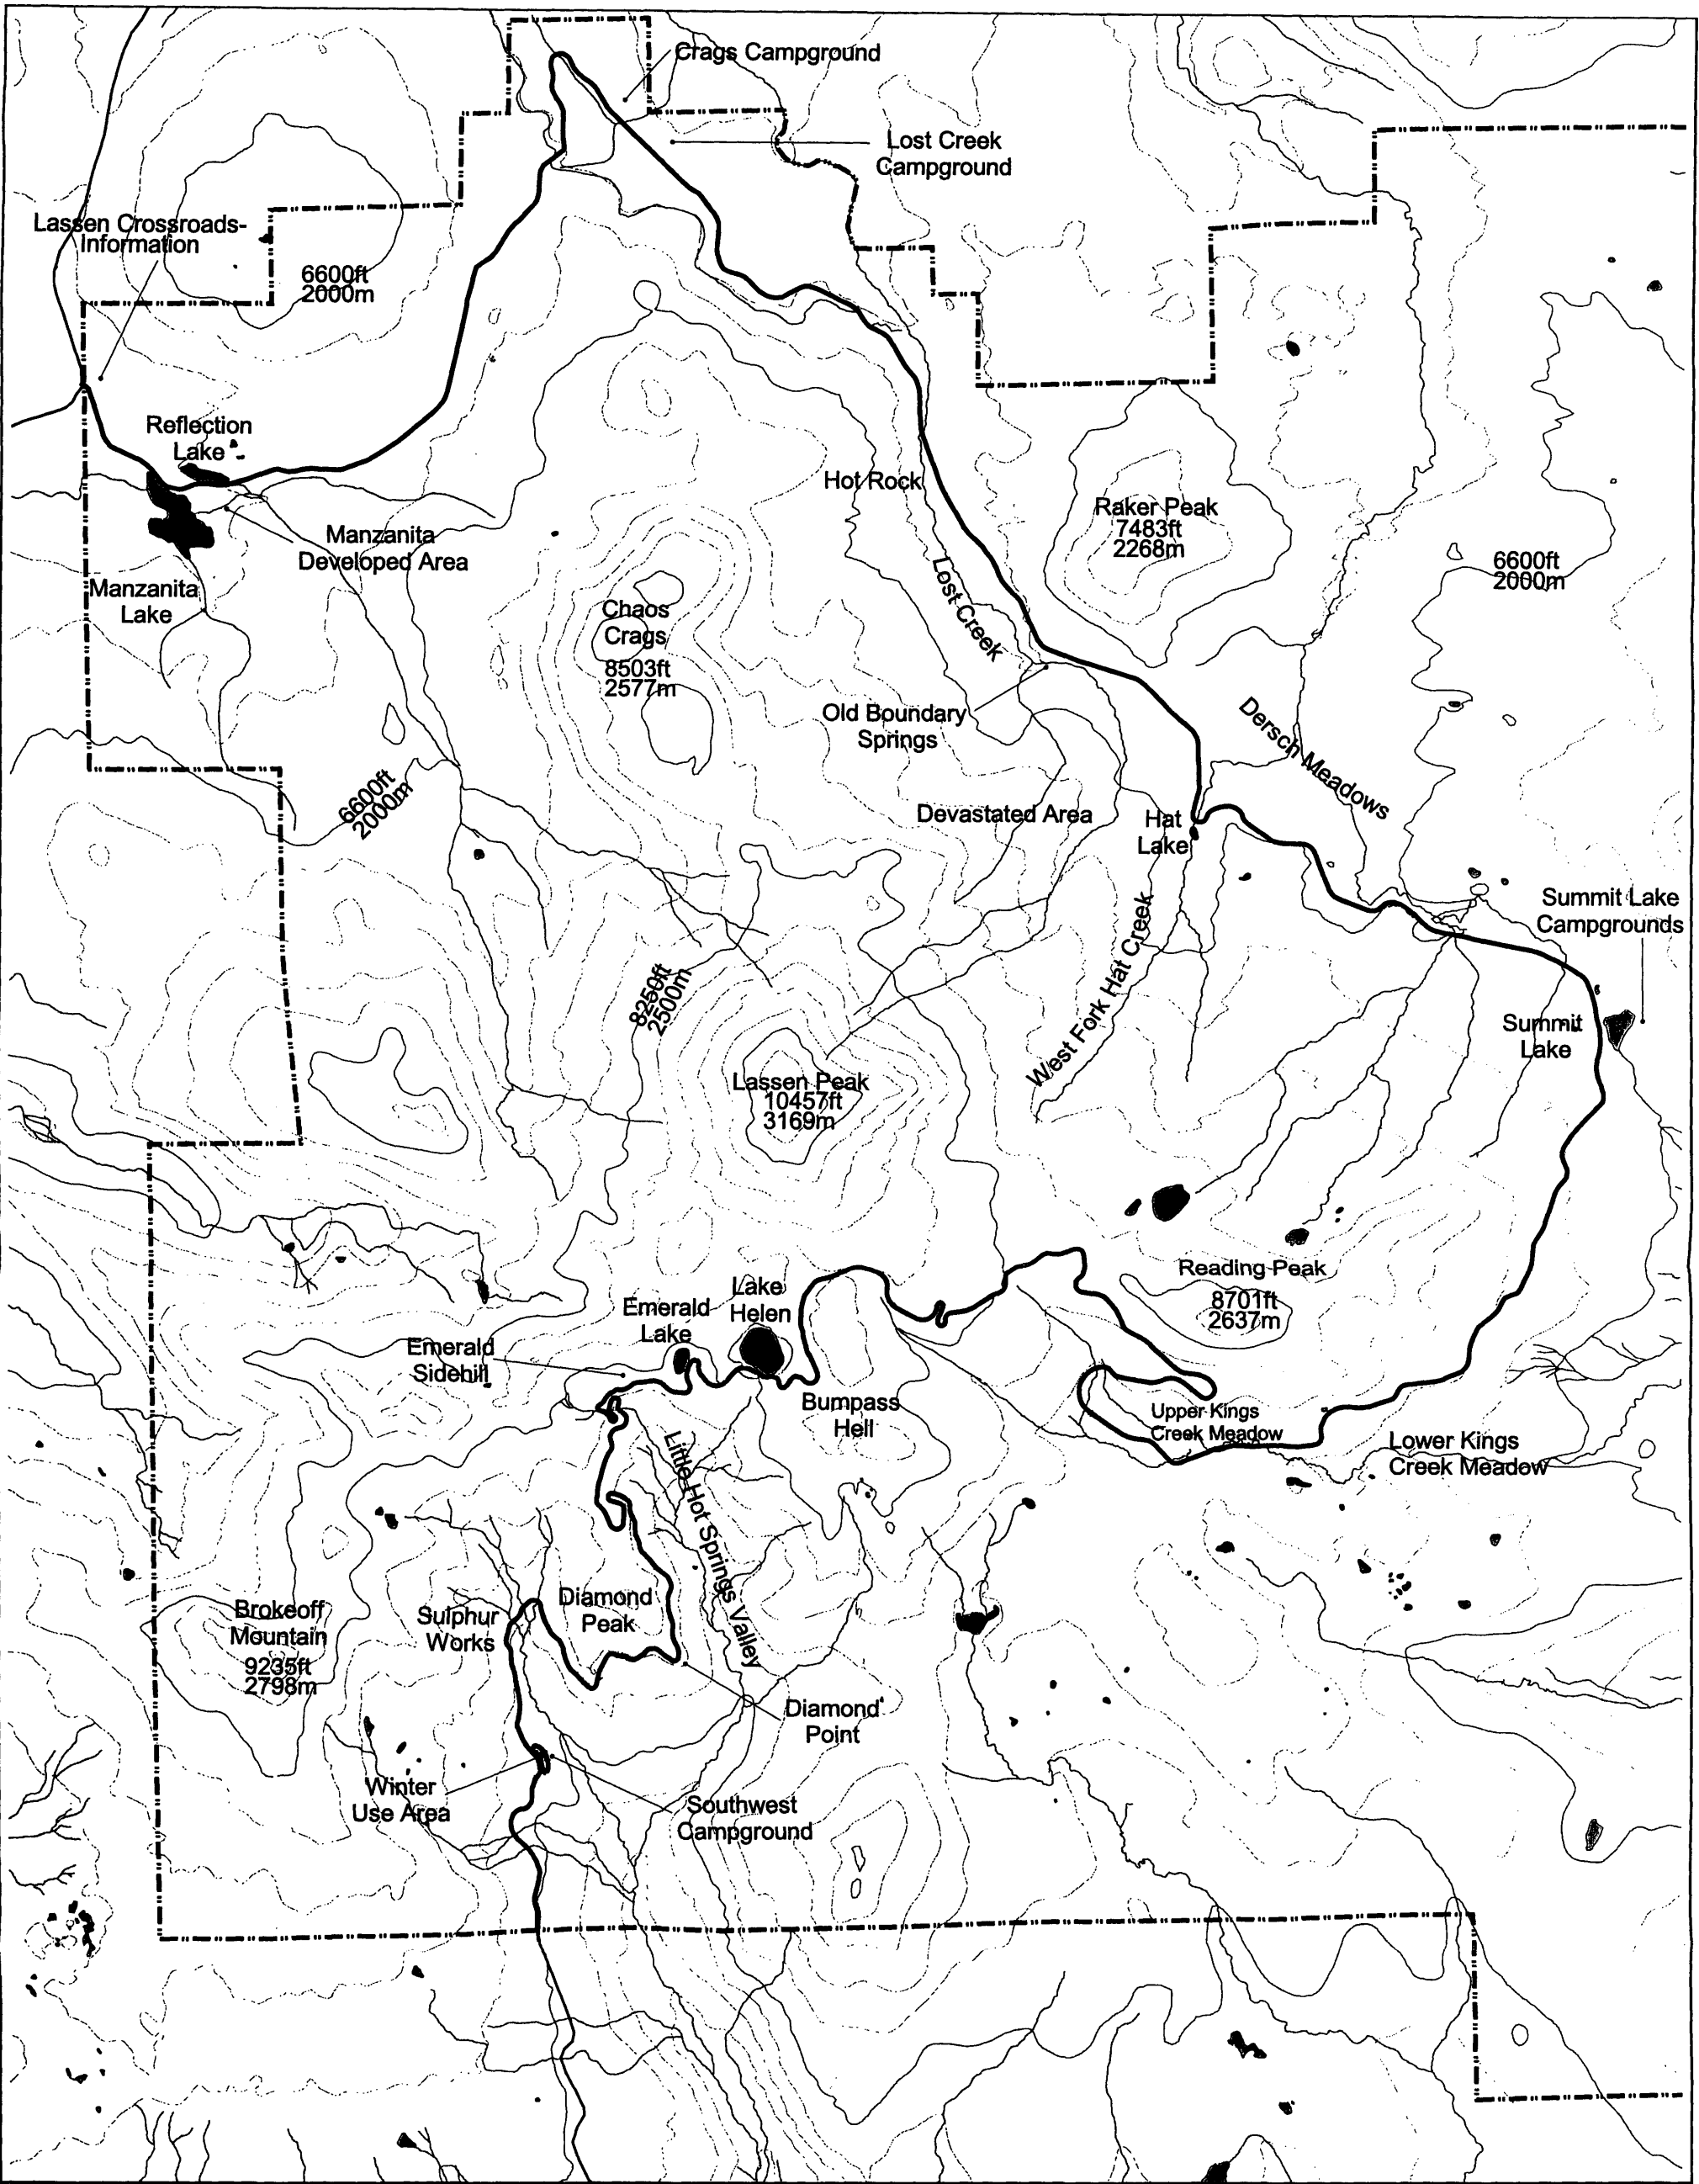 Crags Campground
Lost Creek
Campground
Lassen Crossroads-
Information
6600ft
2000m
Reflection
Lake
Hot Rock
Raker Peak
7483ft
2268m
Manzanita
Developed Area
6600ft
2000m
Manzanita
Lake
Lost Creek
Chaos
Crags
8503ft
2577m
Old Boundary
Springs
Dersch Meadows
6600ft
2000m
Devastated Area
Hat
Lake
Summit Lake
Campgrounds
West Fork Hat Creek
8250ft
2500m
Summit
Lake
Lassen Peak
10457ft
3169m
Reading Peak
8701ft
2637m
Lake
Helen
Emerald
Lake
Emerald
Sidehill
Bumpass
Hell
Upper Kings
Creek Meadow
Lower Kings
Creek Meadow
Little Hot Springs Valley
Brokeoff
Mountain
9235ft
2798m
Sulphur
Works
Diamond
Peak
Diamond
Point
Winter
Use Area
Southwest
Campground